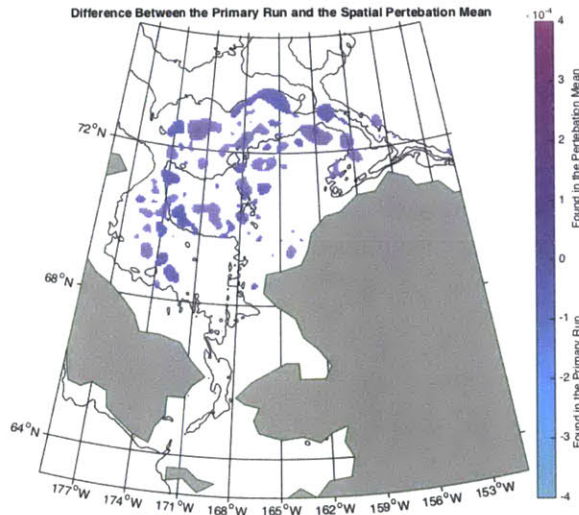 Difference Between the Primary Run and the Spatial Pertebation Mean
×10⁻⁴
4
3
2
1
0
-1
-2
-3
-4
Found in the Pertebation Mean
Found in the Primary Run
72°N
68°N
64°N
177°W
174°W
171°W
168°W
165°W
162°W
159°W
156°W
153°W